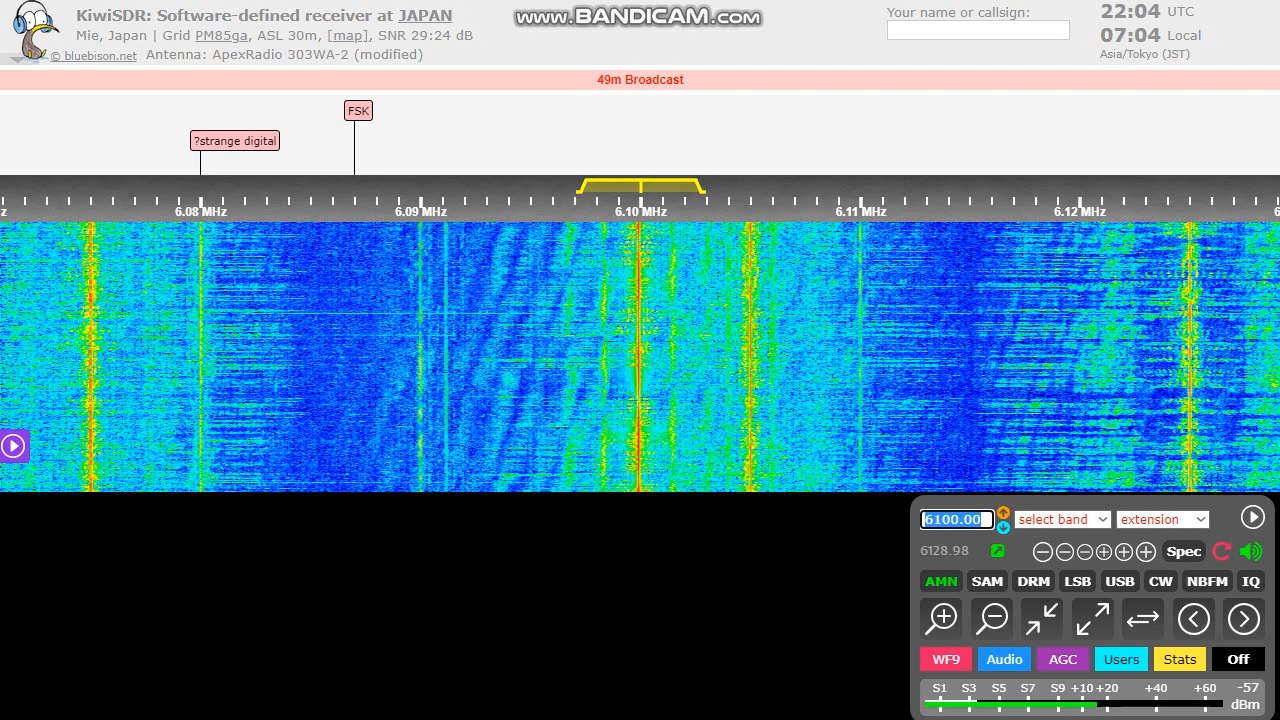 KiwiSDR: Software-defined receiver at JAPAN
Mie, Japan | Grid PM85ga, ASL 30m, [map], SNR 29:24 dB
© bluebison.net Antenna: ApexRadio 303WA-2 (modified)
www.BANDICAM.com
Your name or callsign:
22:04 UTC
07:04 Local
Asia/Tokyo (JST)
49m Broadcast
FSK
?strange digital
z 6.08 MHz 6.09 MHz 6.10 MHz 6.11 MHz 6.12 MHz 6
6100.00 select band extension
6128.98 Spec
AMN SAM DRM LSB USB CW NBFM IQ
WF9 Audio AGC Users Stats Off
S1 S3 S5 S7 S9 +10 +20 +40 +60 -57
dBm